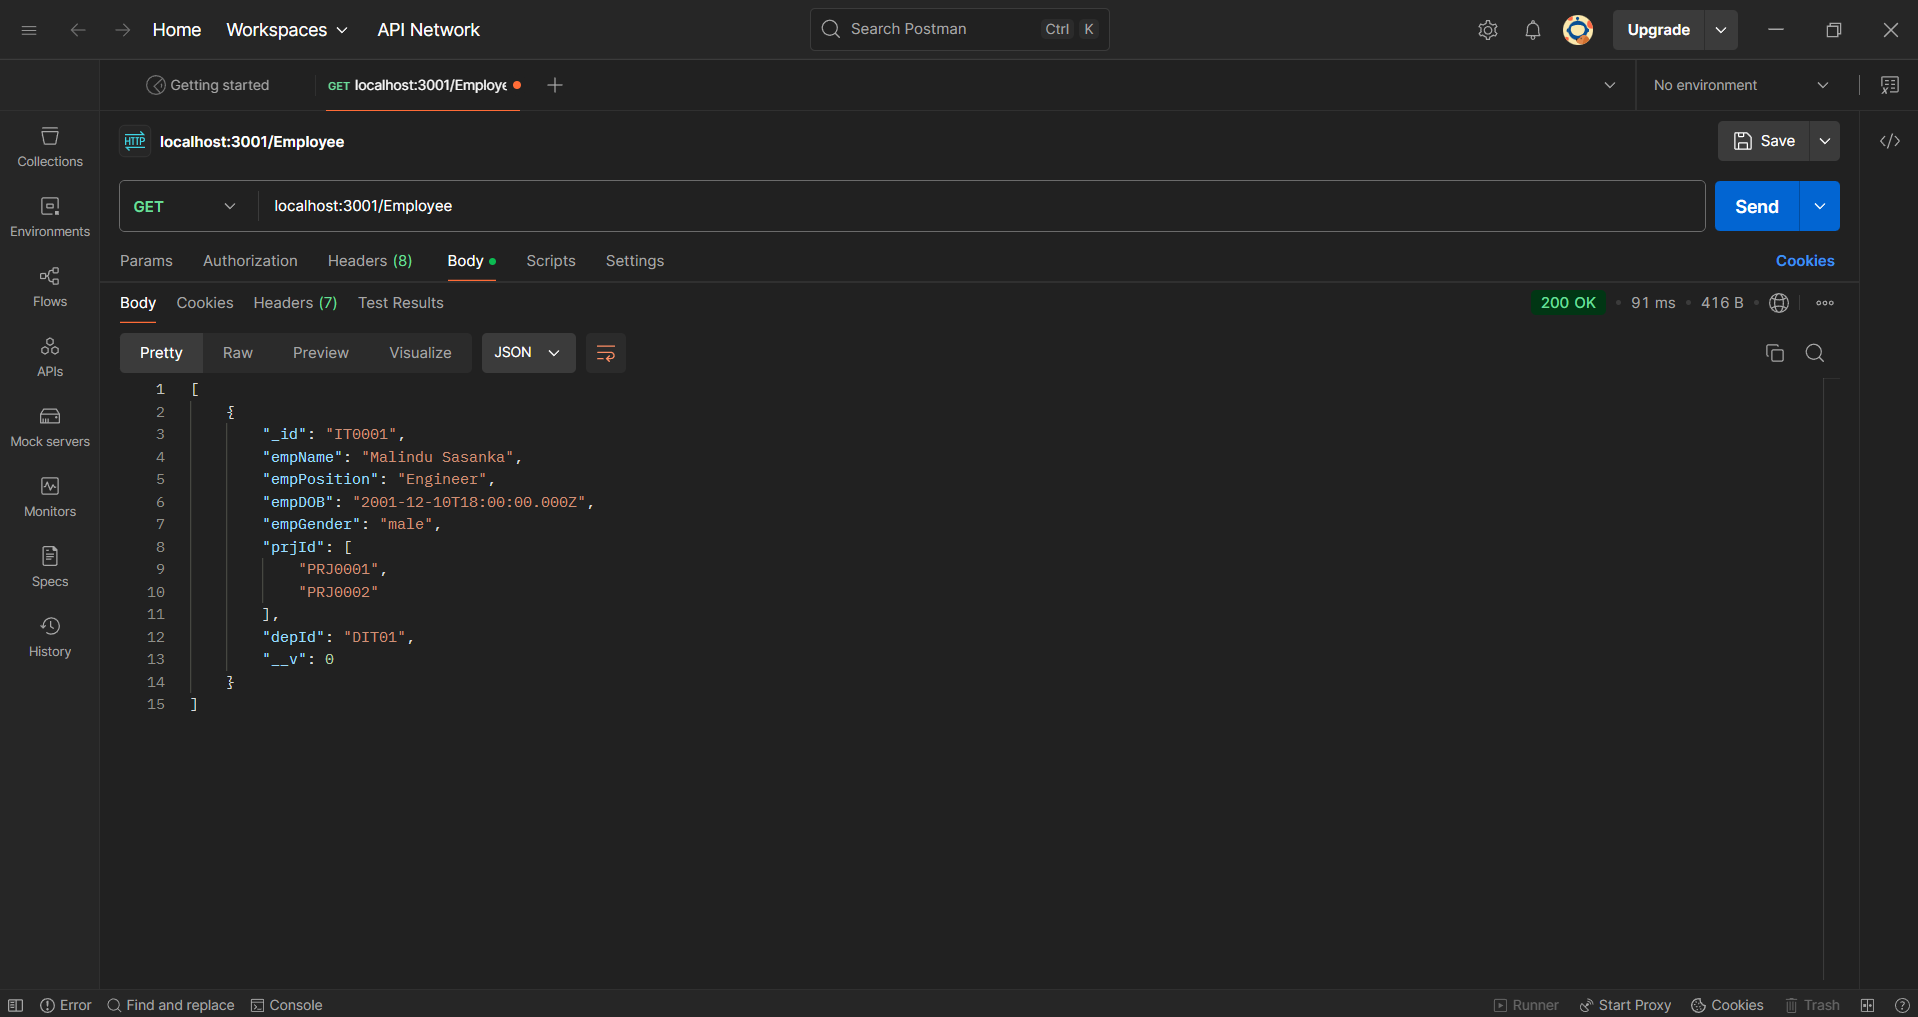 Home Workspaces API Network Search Postman Ctrl K Upgrade
Getting started GET localhost:3001/Employe No environment
HTTP localhost:3001/Employee Save
GET localhost:3001/Employee Send
Params Authorization Headers (8) Body Scripts Settings Cookies
Body Cookies Headers (7) Test Results 200 OK 91 ms 416 B
Pretty Raw Preview Visualize JSON
1 [
2 {
3 "_id": "IT0001",
4 "empName": "Malindu Sasanka",
5 "empPosition": "Engineer",
6 "empDOB": "2001-12-10T18:00:00.000Z",
7 "empGender": "male",
8 "prjId": [
9 "PRJ0001",
10 "PRJ0002"
11 ],
12 "depId": "DIT01",
13 "__v": 0
14 }
15 ]
Collections
Environments
Flows
APIs
Mock servers
Monitors
Specs
History
Error Find and replace Console Runner Start Proxy Cookies Trash